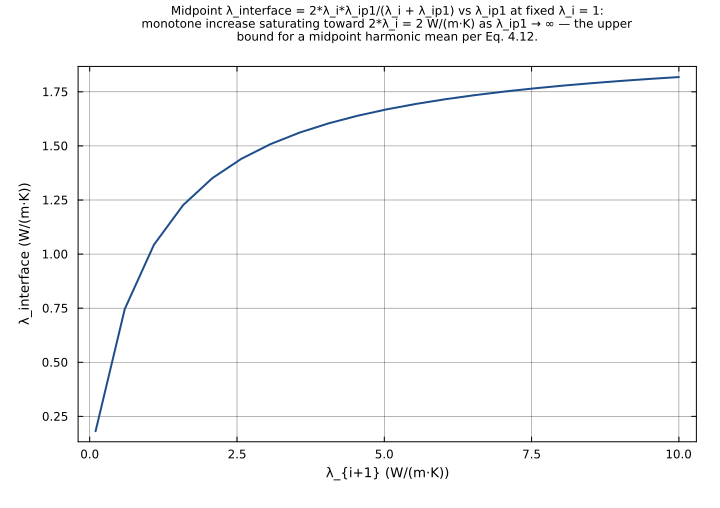 Midpoint λ_interface = 2*λ_i*λ_ip1/(λ_i + λ_ip1) vs λ_ip1 at fixed λ_i = 1:
monotone increase saturating toward 2*λ_i = 2 W/(m·K) as λ_ip1 → ∞ — the upper
bound for a midpoint harmonic mean per Eq. 4.12.
λ_interface (W/(m·K))
1.75
1.50
1.25
1.00
0.75
0.50
0.25
0.0 2.5 5.0 7.5 10.0
λ_{i+1} (W/(m·K))